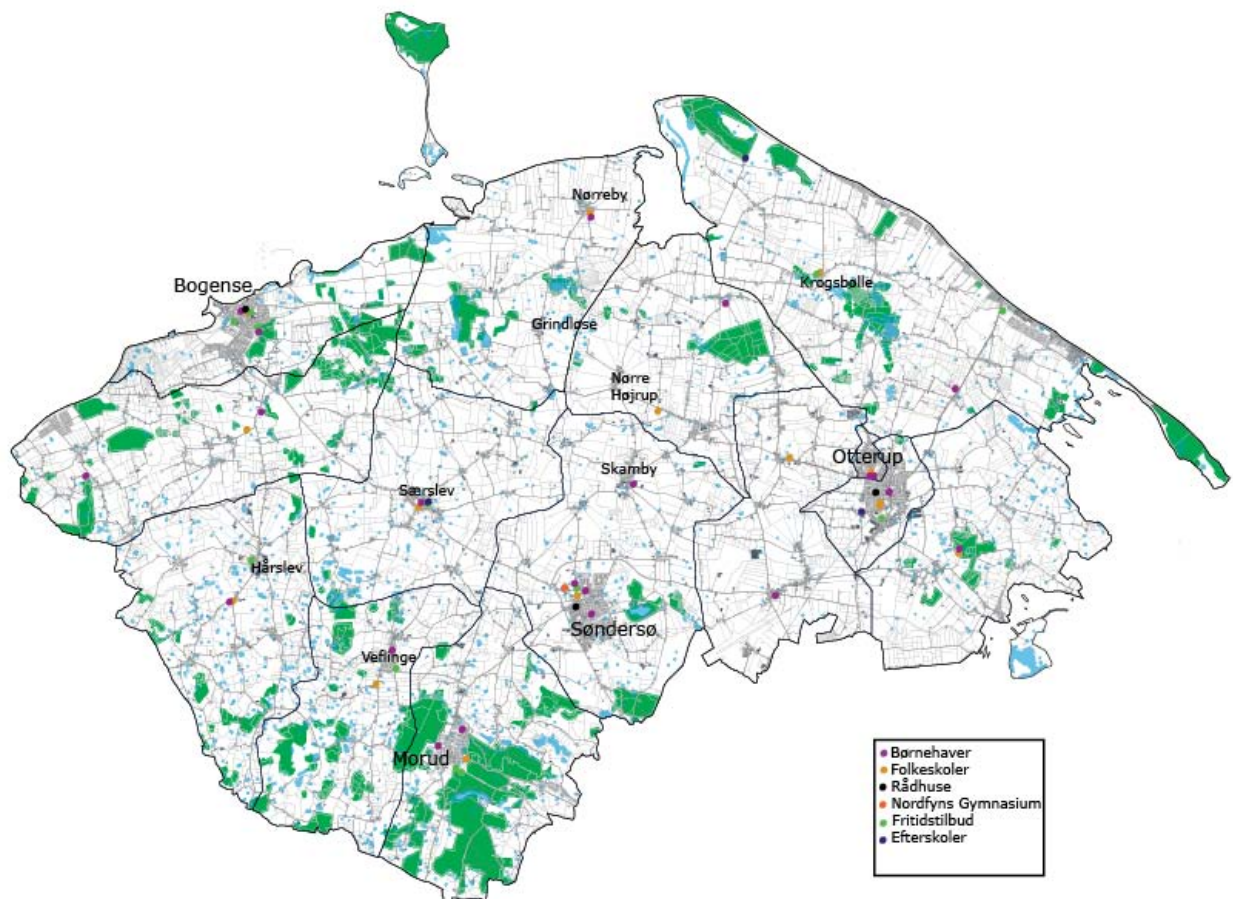 Nørreby
Bogense
Krogsbølle
Grindløse
Nørre
Højrup
Otterup
Skamby
Særslev
Hårslev
Søndersø
Veflinge
Morud
Børnehaver
Folkeskoler
Rådhuse
Nordfyns Gymnasium
Fritidstilbud
Efterskoler